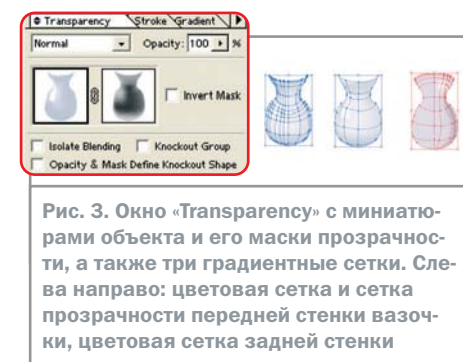 Transparency Stroke Gradient
Normal Opacity: 100 %
Invert Mask
Isolate Blending Knockout Group
Opacity & Mask Define Knockout Shape
Рис. 3. Окно «Transparency» с миниатю-
рами объекта и его маски прозрачнос-
ти, а также три градиентные сетки. Сле-
ва направо: цветовая сетка и сетка
прозрачности передней стенки вазоч-
ки, цветовая сетка задней стенки